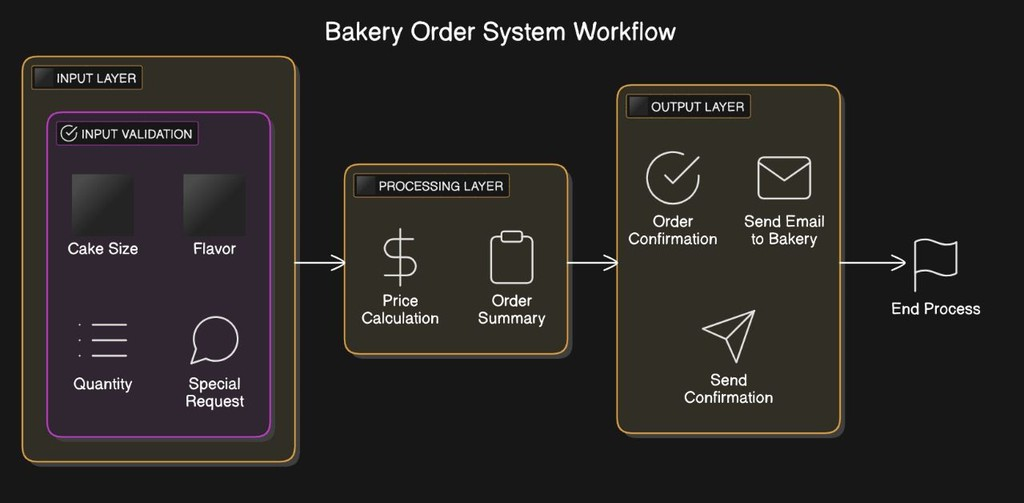 Bakery Order System Workflow
INPUT LAYER
INPUT VALIDATION
Cake Size
Flavor
Quantity
Special
Request
PROCESSING LAYER
Price
Calculation
Order
Summary
OUTPUT LAYER
Order
Confirmation
Send Email
to Bakery
Send
Confirmation
End Process